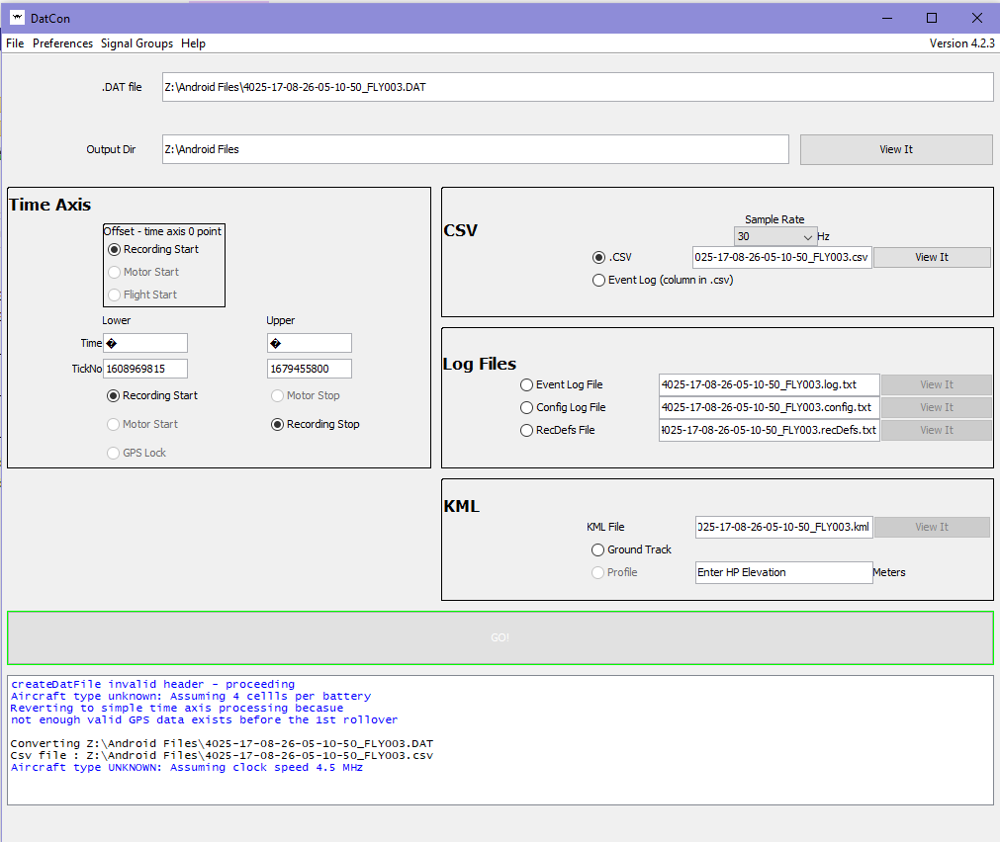 DatCon
File Preferences Signal Groups Help Version 4.2.3
.DAT file Z:\Android Files\4025-17-08-26-05-10-50_FLY003.DAT
Output Dir Z:\Android Files View It
Time Axis
Offset - time axis 0 point
Recording Start
Motor Start
Flight Start
Lower Upper
Time � �
TickNo 1608969815 1679455800
Recording Start Motor Stop
Motor Start Recording Stop
GPS Lock
CSV
Sample Rate
30 Hz
.CSV 025-17-08-26-05-10-50_FLY003.csv View It
Event Log (column in .csv)
Log Files
Event Log File 4025-17-08-26-05-10-50_FLY003.log.txt View It
Config Log File 4025-17-08-26-05-10-50_FLY003.config.txt View It
RecDefs File 4025-17-08-26-05-10-50_FLY003.recDefs.txt View It
KML
KML File 025-17-08-26-05-10-50_FLY003.kml View It
Ground Track
Profile Enter HP Elevation Meters
GO!
createDatFile invalid header - proceeding
Aircraft type unknown: Assuming 4 cellls per battery
Reverting to simple time axis processing becasue
not enough valid GPS data exists before the 1st rollover
Converting Z:\Android Files\4025-17-08-26-05-10-50_FLY003.DAT
Csv file : Z:\Android Files\4025-17-08-26-05-10-50_FLY003.csv
Aircraft type UNKNOWN: Assuming clock speed 4.5 MHz